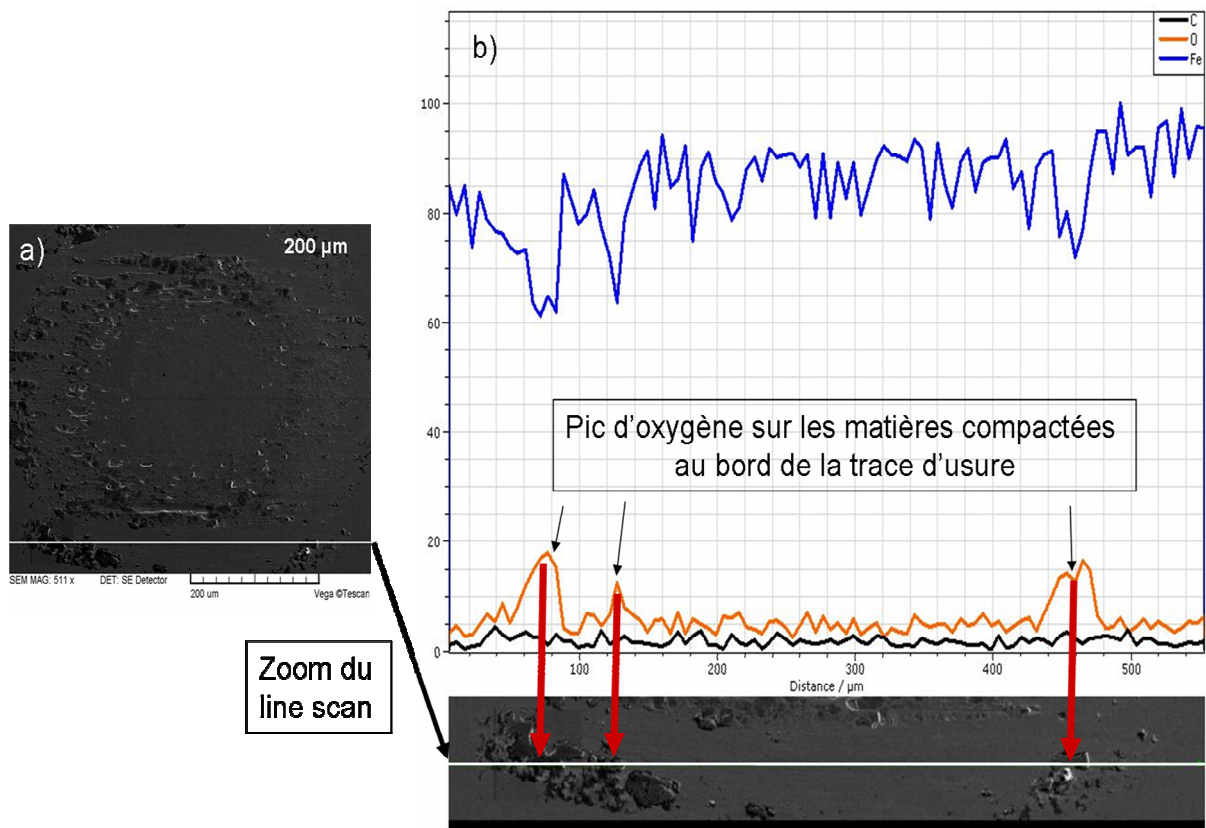 a)
200 µm
SEM MAG: 511 x
DET: SE Detector
200 um
Vega ©Tescan
Zoom du
line scan
b)
C
O
Fe
100
80
60
40
20
0
Pic d'oxygène sur les matières compactées
au bord de la trace d'usure
100
200
300
400
500
Distance / µm